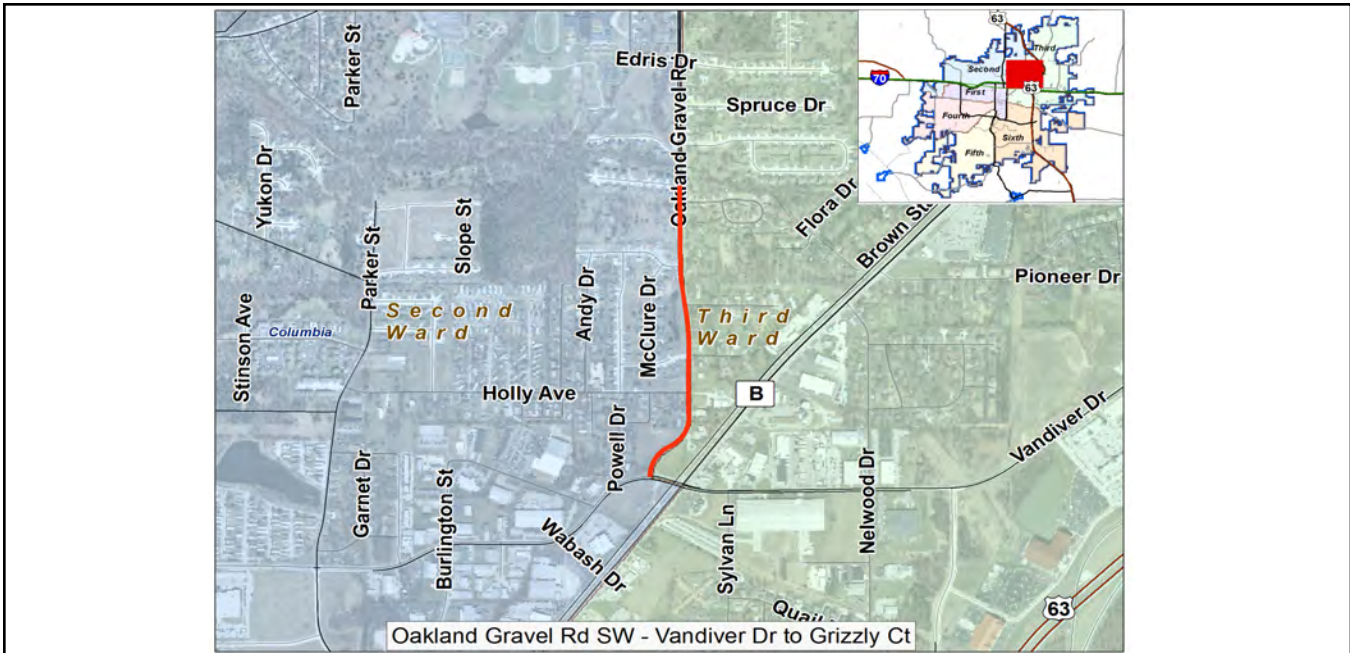 Parker St
Edris Dr
Oakland Gravel R
Spruce Dr
63
Third
Second
70
63
First
Fourth
Sixth
Fifth
Yukon Dr
Parker St
Slope St
Flora Dr
Brown Sta
Pioneer Dr
Stinson Ave
Columbia
Second
Ward
Andy Dr
McClure Dr
Third
Ward
Holly Ave
B
Powell Dr
Vandiver Dr
Garnet Dr
Burlington St
Wabash Dr
Sylvan Ln
Nelwood Dr
Quail
63
Oakland Gravel Rd SW - Vandiver Dr to Grizzly Ct